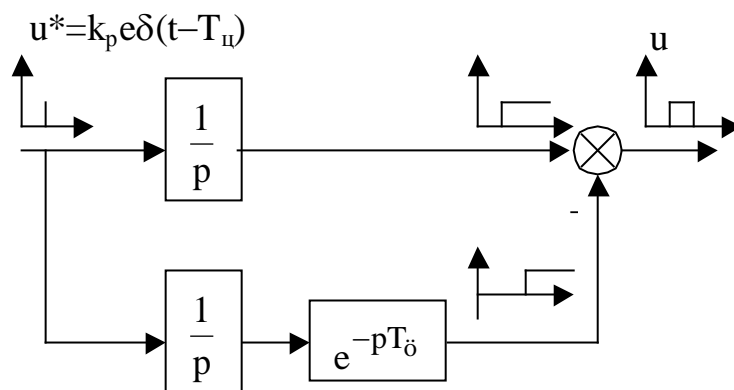 u*=kₚeδ(t–Tц)
u
1
p
-
1
p
e–pTö